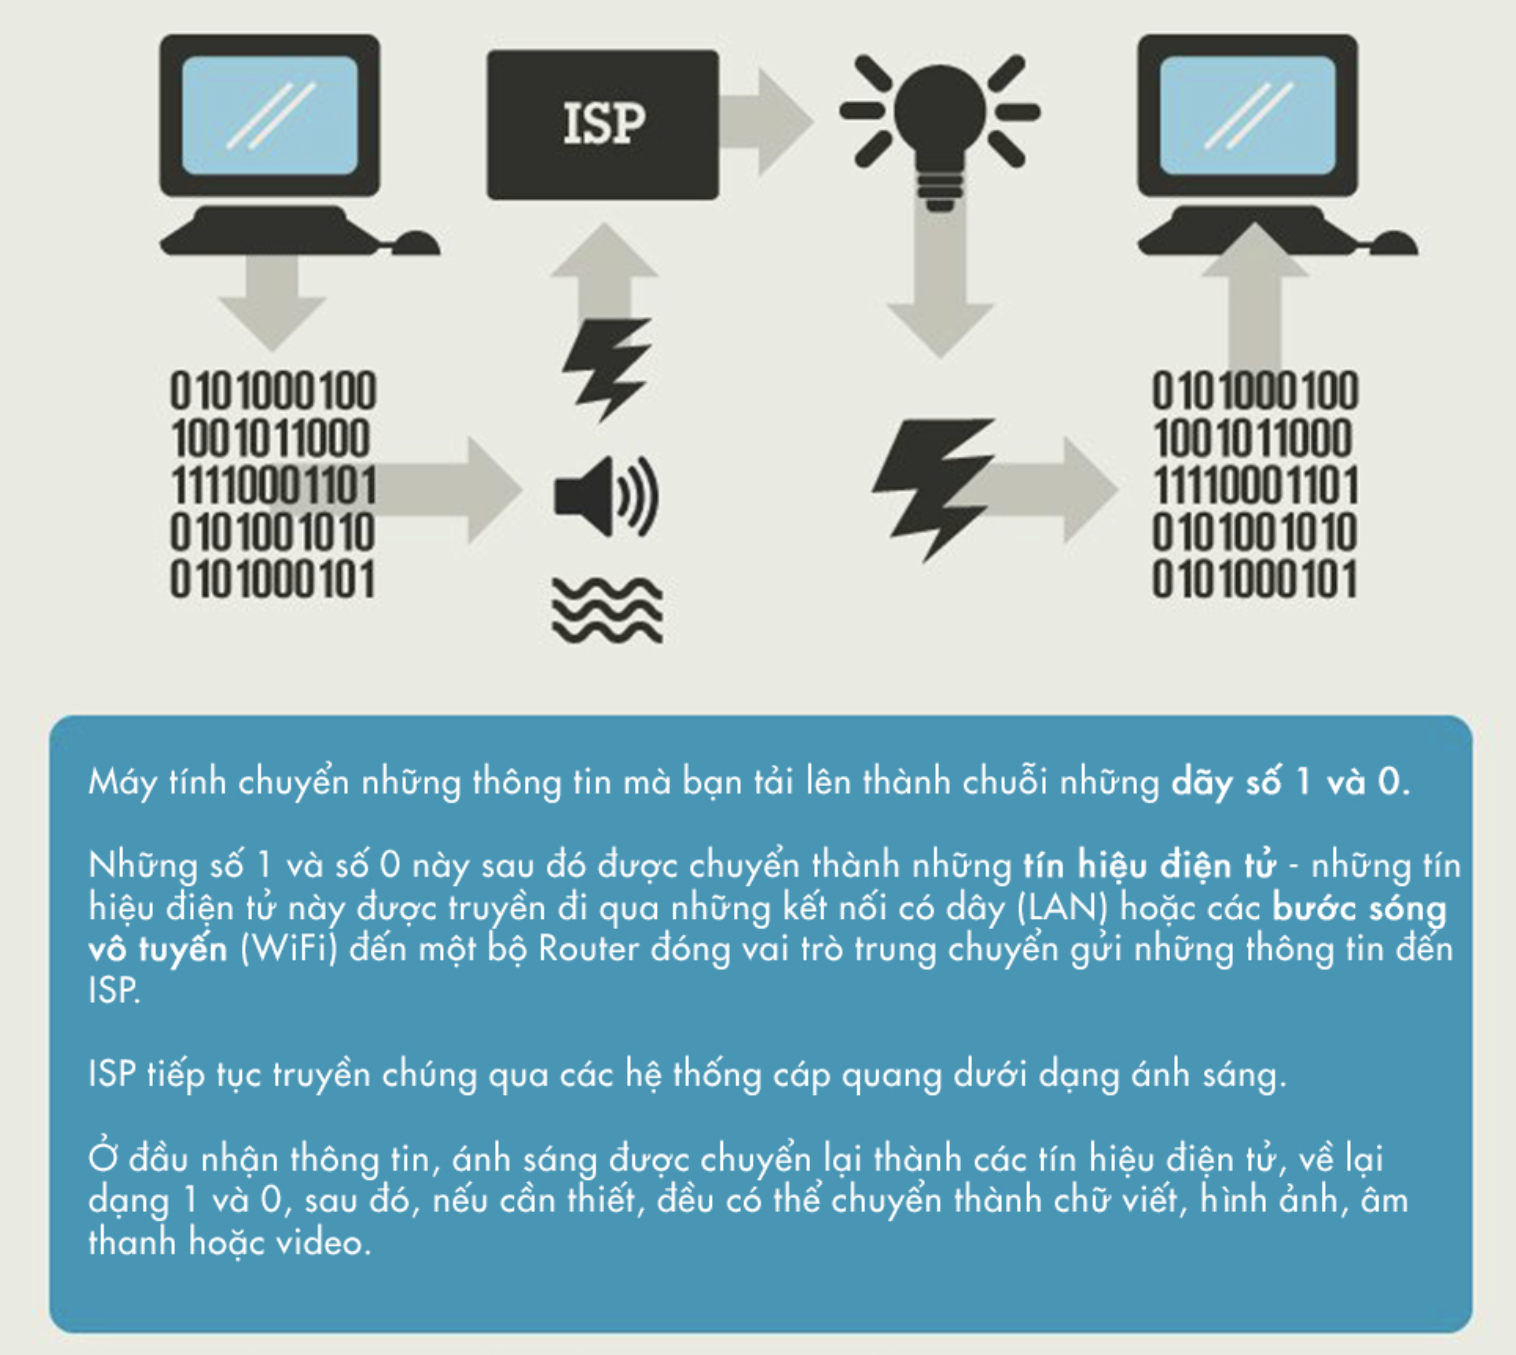 ISP
0101000100
1001011000
11110001101
0101001010
0101000101
0101000100
1001011000
11110001101
0101001010
0101000101
Máy tính chuyển những thông tin mà bạn tải lên thành chuỗi những dãy số 1 và 0.
Những số 1 và số 0 này sau đó được chuyển thành những tín hiệu điện tử - những tín
hiệu điện tử này được truyền đi qua những kết nối có dây (LAN) hoặc các bước sóng
vô tuyến (WiFi) đến một bộ Router đóng vai trò trung chuyển gửi những thông tin đến
ISP.
ISP tiếp tục truyền chúng qua các hệ thống cáp quang dưới dạng ánh sáng.
Ở đầu nhận thông tin, ánh sáng được chuyển lại thành các tín hiệu điện tử, về lại
dạng 1 và 0, sau đó, nếu cần thiết, đều có thể chuyển thành chữ viết, hình ảnh, âm
thanh hoặc video.